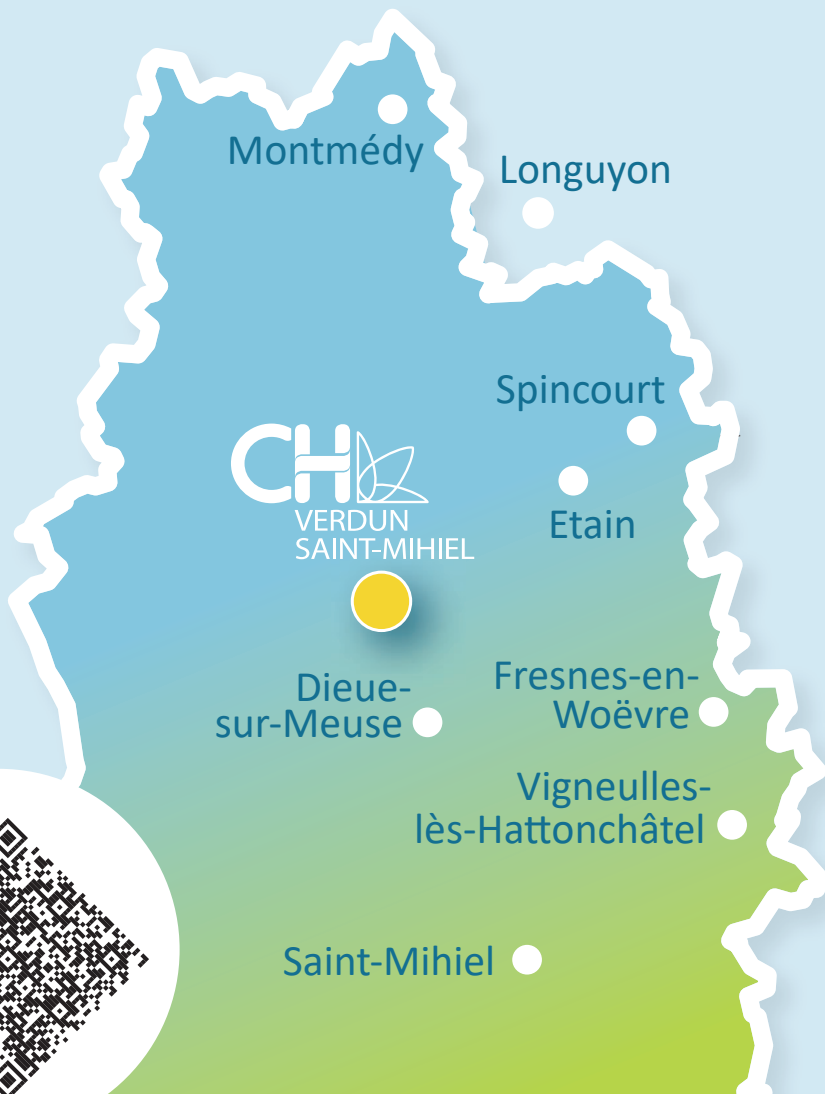 Montmédy
Longuyon
Spincourt
CH
VERDUN
SAINT-MIHIEL
Etain
Dieue-
sur-Meuse
Fresnes-en-
Woëvre
Vigneulles-
lès-Hattonchâtel
Saint-Mihiel